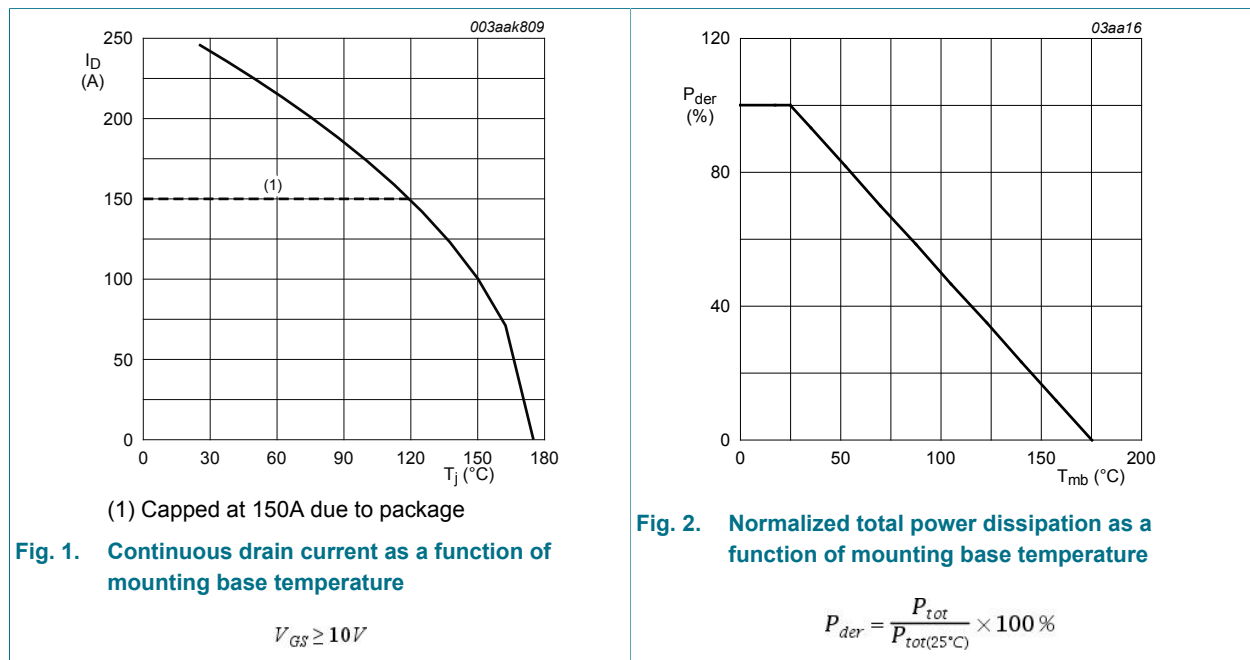 003aak809
I_D
(A)
250
200
150
100
50
0
(1)
0 30 60 90 120 150 180
T_j (°C)
(1) Capped at 150A due to package
Fig. 1. Continuous drain current as a function of
mounting base temperature
V_GS ≥ 10V
03aa16
P_der
(%)
120
80
40
0
0 50 100 150 200
T_mb (°C)
Fig. 2. Normalized total power dissipation as a
function of mounting base temperature
P_der = P_tot / P_tot(25°C) × 100 %